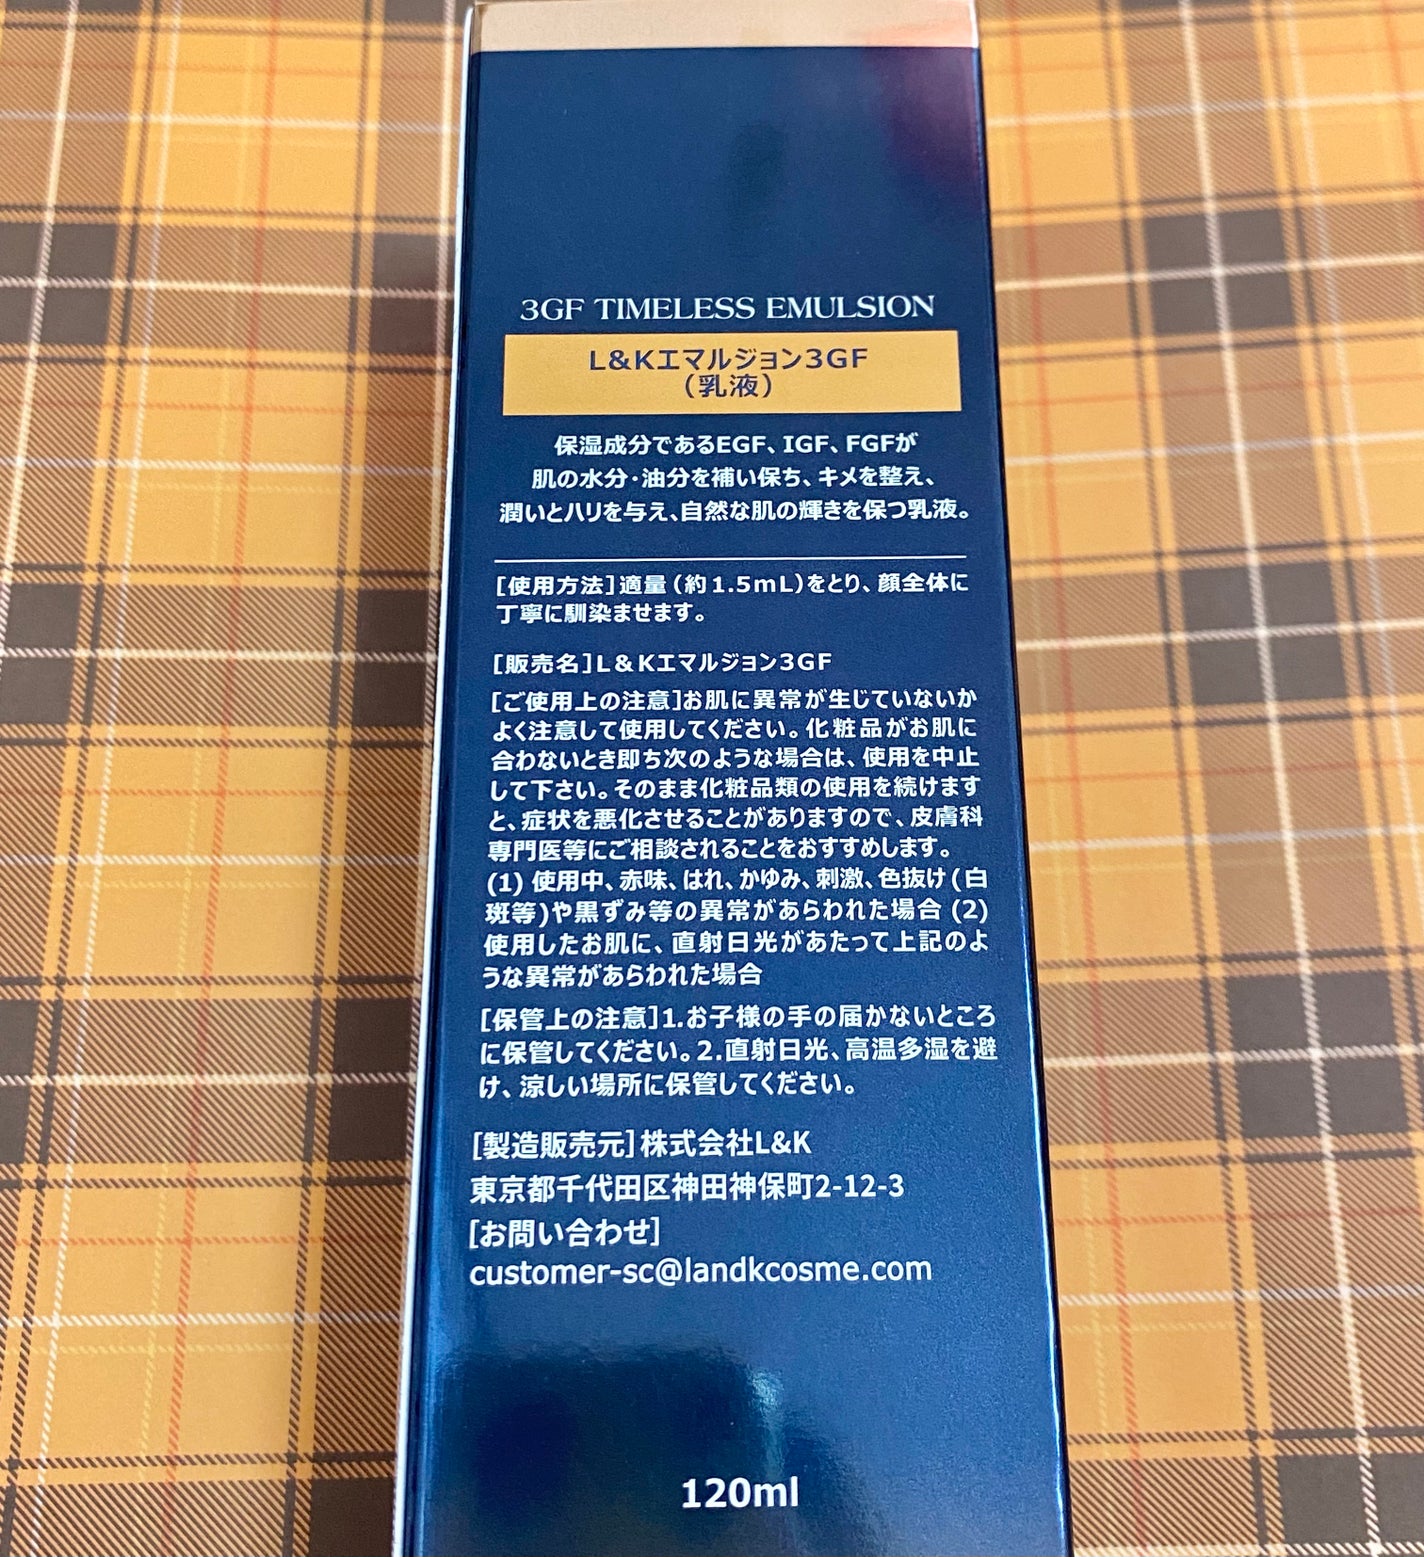 3GF TIMELESS EMULSION
L&Kエマルジョン3GF
（乳液）
保湿成分であるEGF、IGF、FGFが
肌の水分・油分を補い保ち、キメを整え、
潤いとハリを与え、自然な肌の輝きを保つ乳液。
[使用方法]適量（約1.5mL）をとり、顔全体に
丁寧に馴染ませます。
[販売名]L&Kエマルジョン3GF
[ご使用上の注意]お肌に異常が生じていないか
よく注意して使用してください。化粧品がお肌に
合わないとき即ち次のような場合は、使用を中止
して下さい。そのまま化粧品類の使用を続けます
と、症状を悪化させることがありますので、皮膚科
専門医等にご相談されることをおすすめします。
(1) 使用中、赤味、はれ、かゆみ、刺激、色抜け(白
斑等)や黒ずみ等の異常があらわれた場合 (2)
使用したお肌に、直射日光があたって上記のよ
うな異常があらわれた場合
[保管上の注意]1.お子様の手の届かないところ
に保管してください。2.直射日光、高温多湿を避
け、涼しい場所に保管してください。
[製造販売元]株式会社L&K
東京都千代田区神田神保町2-12-3
[お問い合わせ]
customer-sc@landkcosme.com
120ml